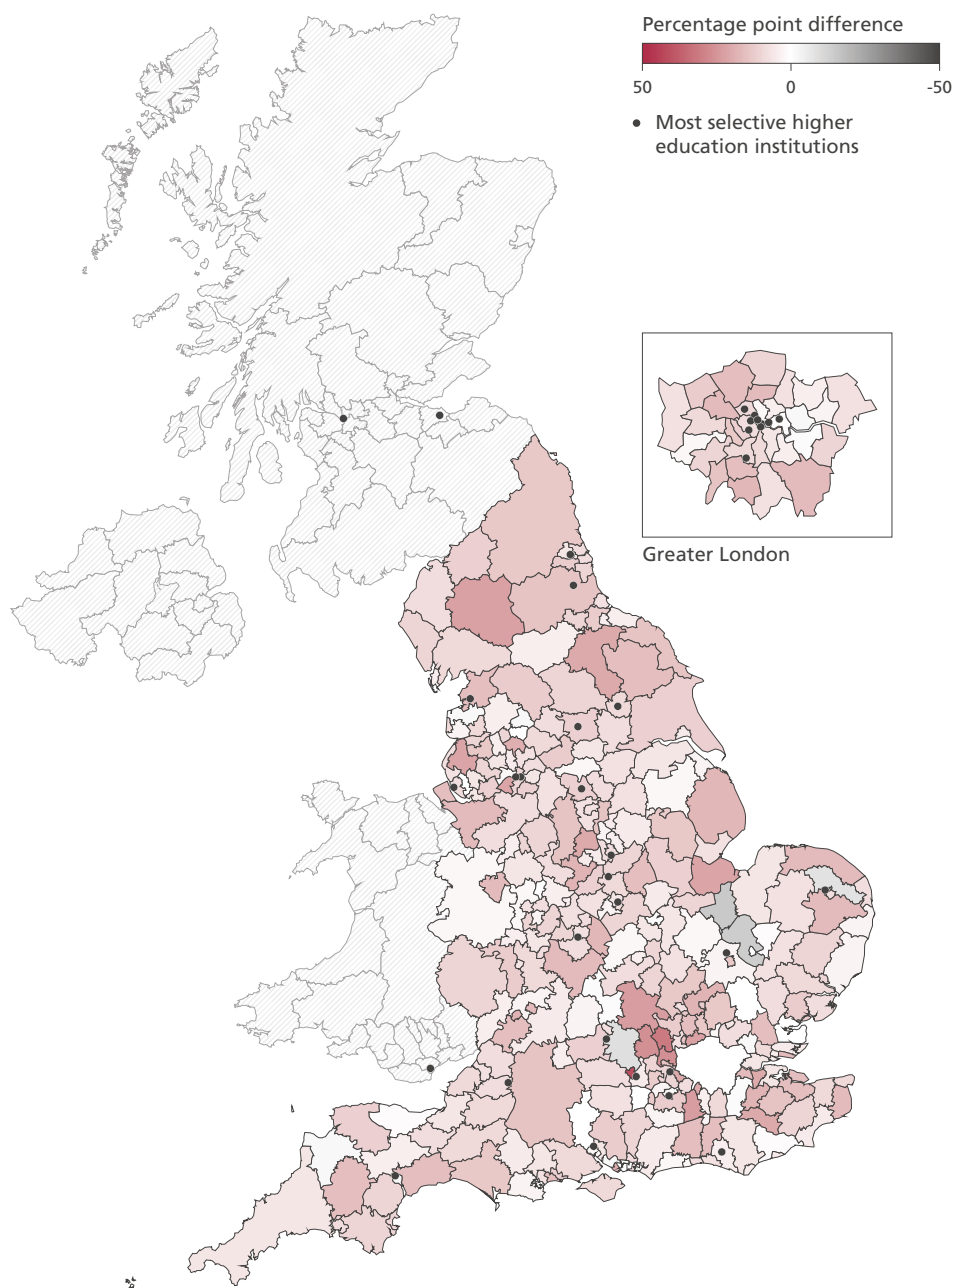 Percentage point difference
50 0 -50
Most selective higher
education institutions
Greater London